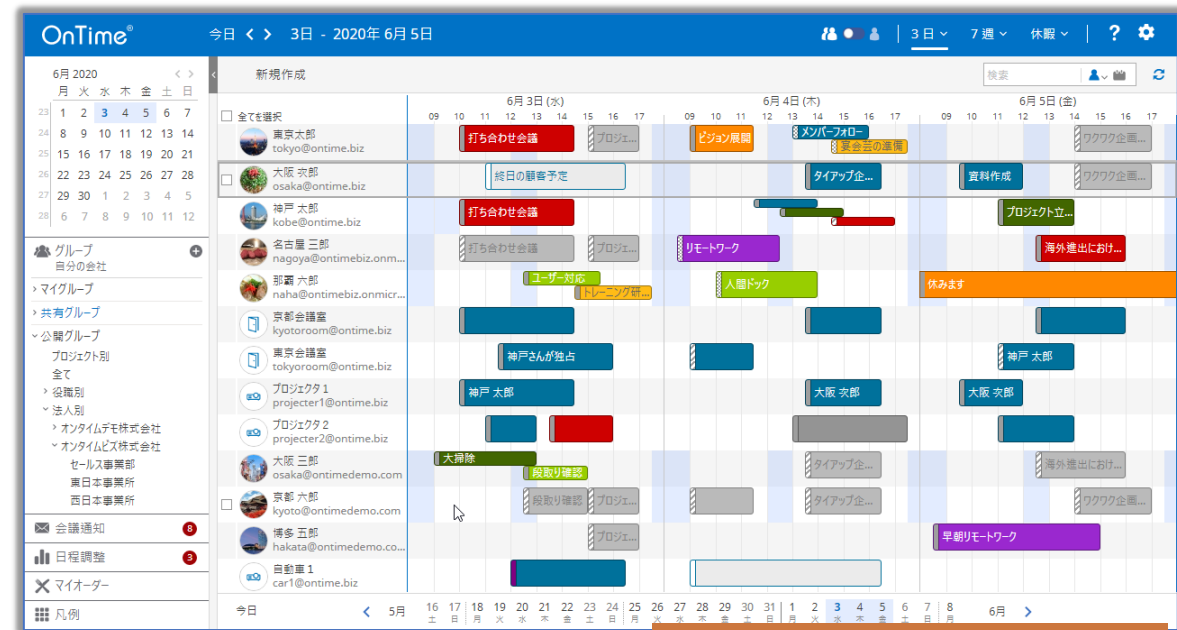 OnTime®
今日 < > 3日 - 2020年 6月 5日
3 日
7 週
休暇
?
6月 2020 < >
月 火 水 木 金 土 日
23 1 2 3 4 5 6 7
24 8 9 10 11 12 13 14
25 15 16 17 18 19 20 21
26 22 23 24 25 26 27 28
27 29 30 1 2 3 4 5
28 6 7 8 9 10 11 12
グループ
自分の会社
マイグループ
共有グループ
公開グループ
プロジェクト別
全て
役職別
法人別
オンタイムデモ株式会社
オンタイムビズ株式会社
セールス事業部
東日本事業所
西日本事業所
会議通知 8
日程調整 3
マイオーダー
凡例
新規作成
検索
6月 3日 (水) 6月 4日 (木) 6月 5日 (金)
全てを選択 09 10 11 12 13 14 15 16 17 09 10 11 12 13 14 15 16 17 09 10 11 12 13 14 15 16 17
東京太郎
tokyo@ontime.biz
打ち合わせ会議 プロジェ... ビジョン展開 メンバーフォロー 宴会芸の準備 ワクワク企画...
大阪 次郎
osaka@ontime.biz
終日の顧客予定 タイアップ企...資料作成 ワクワク企画...
神戸 太郎
kobe@ontime.biz
打ち合わせ会議 プロジェクト立...
名古屋 三郎
nagoya@ontimebiz.onm...
打ち合わせ会議 プロジェ... リモートワーク 海外進出におけ...
那覇 六郎
naha@ontimebiz.onmicr...
ユーザー対応 トレーニング研... 人間ドック 休みます
京都会議室
kyotoroom@ontime.biz
東京会議室
tokyoroom@ontime.biz
神戸さんが独占 神戸 太郎
プロジェクタ 1
projecter1@ontime.biz
神戸 太郎 大阪 次郎 大阪 次郎
プロジェクタ 2
projecter2@ontime.biz
大阪 三郎
osaka@ontimedemo.com
大掃除 段取り確認 タイアップ企... 海外進出におけ...
京都 六郎
kyoto@ontimedemo.com
段取り確認 プロジェ... タイアップ企... ワクワク企画...
博多 五郎
hakata@ontimedemo.co...
プロジェ... 早朝リモートワーク
自動車 1
car1@ontime.biz
今日 < 5月 16 17 18 19 20 21 22 23 24 25 26 27 28 29 30 31 1 2 3 4 5 6 7 8 6月 >
土 日 月 火 水 木 金 土 日 月